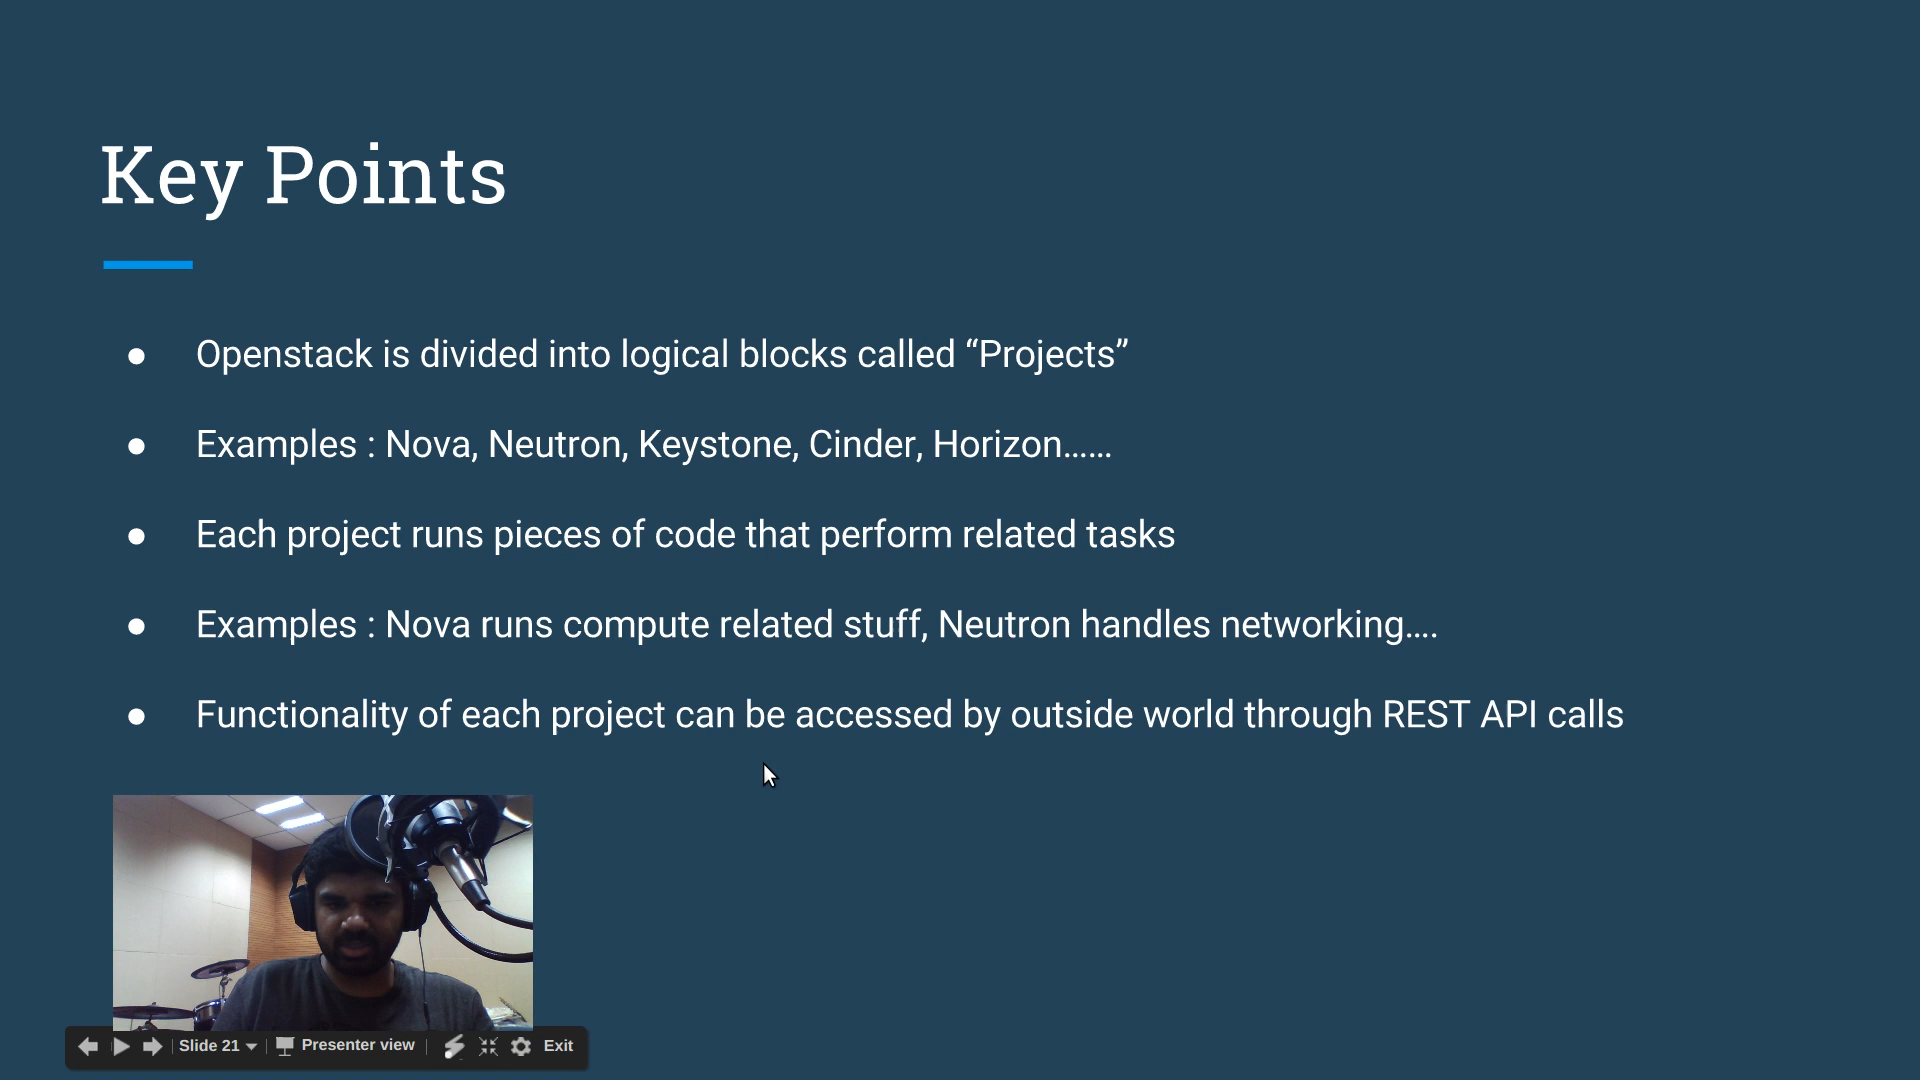 Key Points
● Openstack is divided into logical blocks called “Projects”
● Examples : Nova, Neutron, Keystone, Cinder, Horizon……
● Each project runs pieces of code that perform related tasks
● Examples : Nova runs compute related stuff, Neutron handles networking….
● Functionality of each project can be accessed by outside world through REST API calls
Slide 21 Presenter view Exit